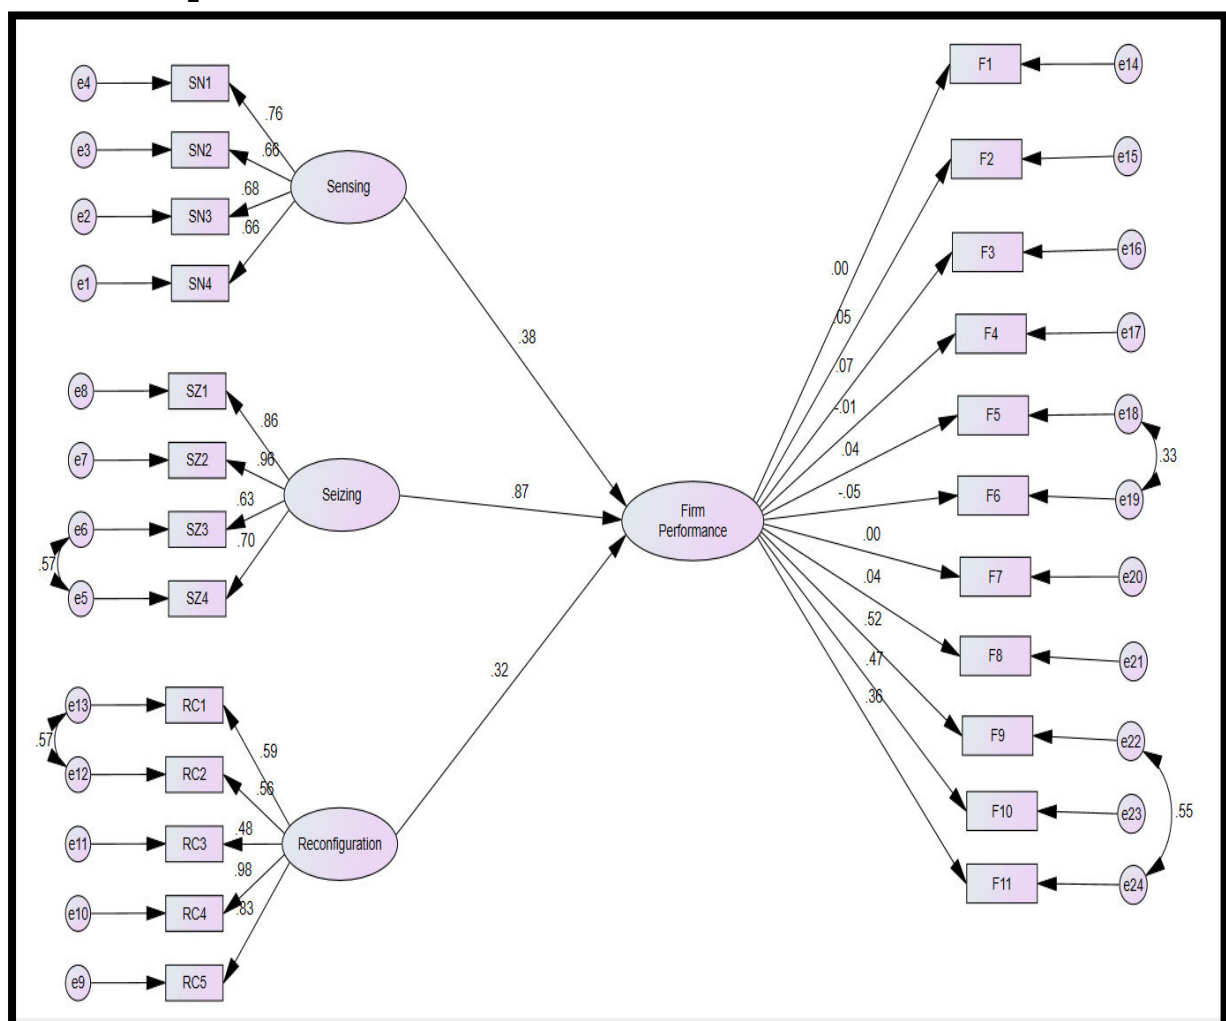 e4
SN1
.76
e3
SN2
.66
Sensing
e2
SN3
.68
e1
SN4
.66
.38
e8
SZ1
.86
e7
SZ2
.96
Seizing
.87
e6
SZ3
.63
.57
e5
SZ4
.70
e13
RC1
.59
.57
e12
RC2
.56
e11
RC3
.48
Reconfiguration
.32
e10
RC4
.98
e9
RC5
.83
Firm
Performance
F1
e14
.00
F2
e15
.05
F3
e16
.07
F4
e17
-.01
F5
e18
.04
.33
F6
e19
-.05
F7
e20
.00
F8
e21
.04
F9
e22
.52
F10
e23
.47
.55
F11
e24
.36